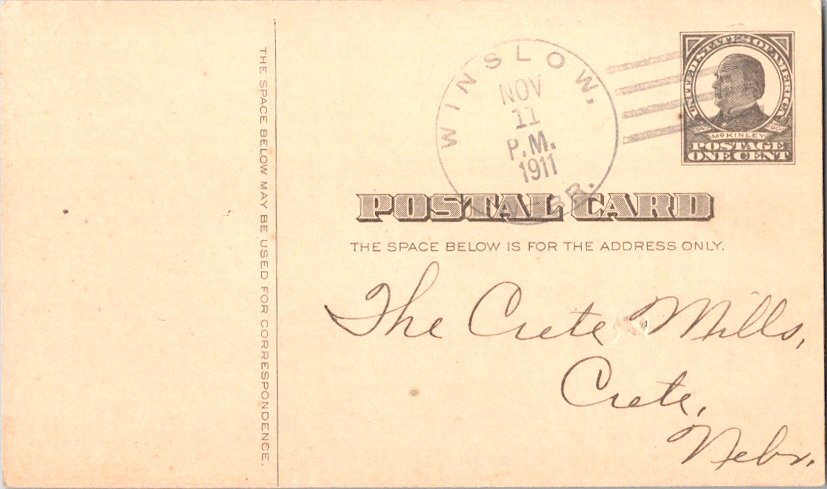 THE SPACE BELOW MAY BE USED FOR CORRESPONDENCE.
WINSLOW,
NOV
11
P.M.
1911
UNITED STATES OF AMERICA
McKINLEY
POSTAGE
ONE CENT
POSTAL CARD
THE SPACE BELOW IS FOR THE ADDRESS ONLY.
The Crete Mills,
Crete,
Nebr.